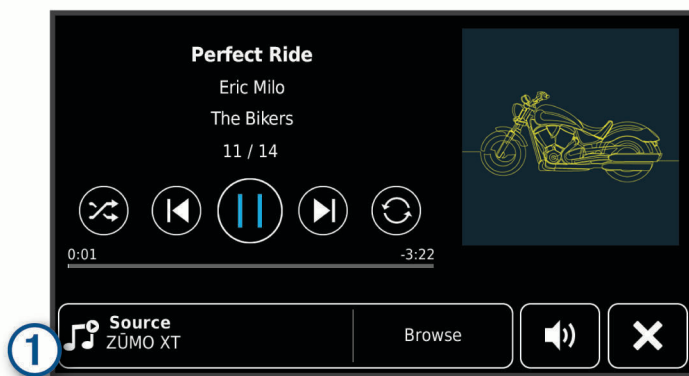 Perfect Ride
Eric Milo
The Bikers
11 / 14
0:01 -3:22
Source
ZŪMO XT
Browse
1